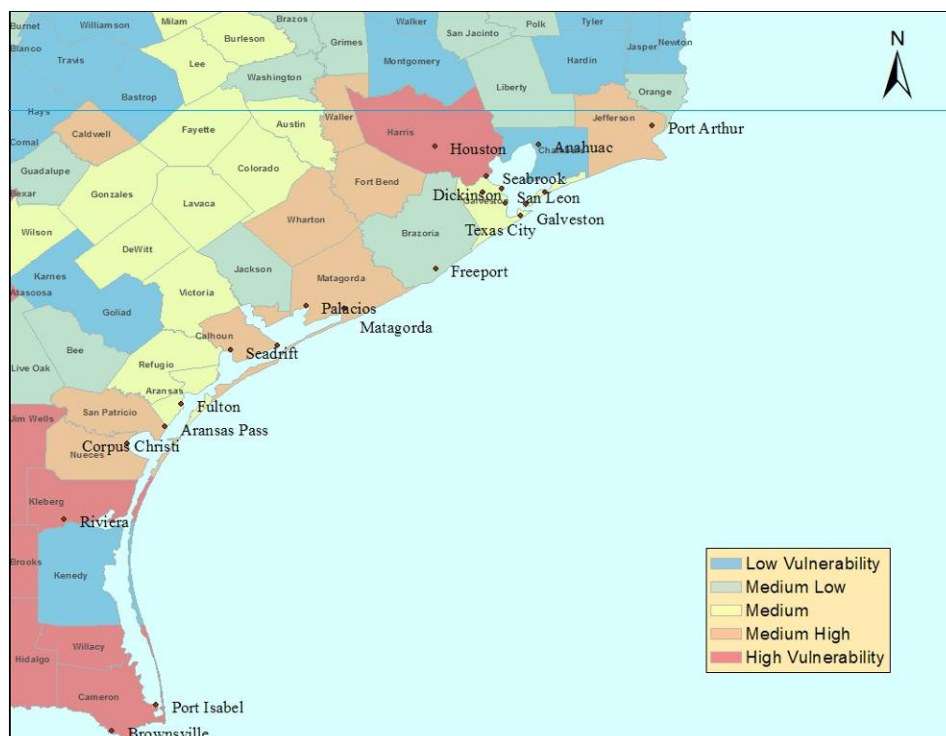 Burnet
Williamson
Milam
Burleson
Brazos
Grimes
Walker
San Jacinto
Polk
Tyler
Jasper
Newton
Blanco
Travis
Lee
Washington
Montgomery
Liberty
Hardin
Orange
Hays
Bastrop
Fayette
Austin
Waller
Harris
Jefferson
Port Arthur
Comal
Caldwell
Houston
Anahuac
Guadalupe
Colorado
Fort Bend
Seabrook
Bexar
Gonzales
Lavaca
Dickinson
Galveston
San Leon
Wharton
Texas City
Galveston
Wilson
DeWitt
Brazoria
Karnes
Jackson
Matagorda
Freeport
Atascosa
Goliad
Victoria
Palacios
Matagorda
Calhoun
Bee
Seadrift
Live Oak
Refugio
Aransas
Fulton
San Patricio
Jim Wells
Aransas Pass
Corpus Christi
Nueces
Kleberg
Riviera
Brooks
Kenedy
Willacy
Hidalgo
Cameron
Port Isabel
Brownsville
N
Low Vulnerability
Medium Low
Medium
Medium High
High Vulnerability